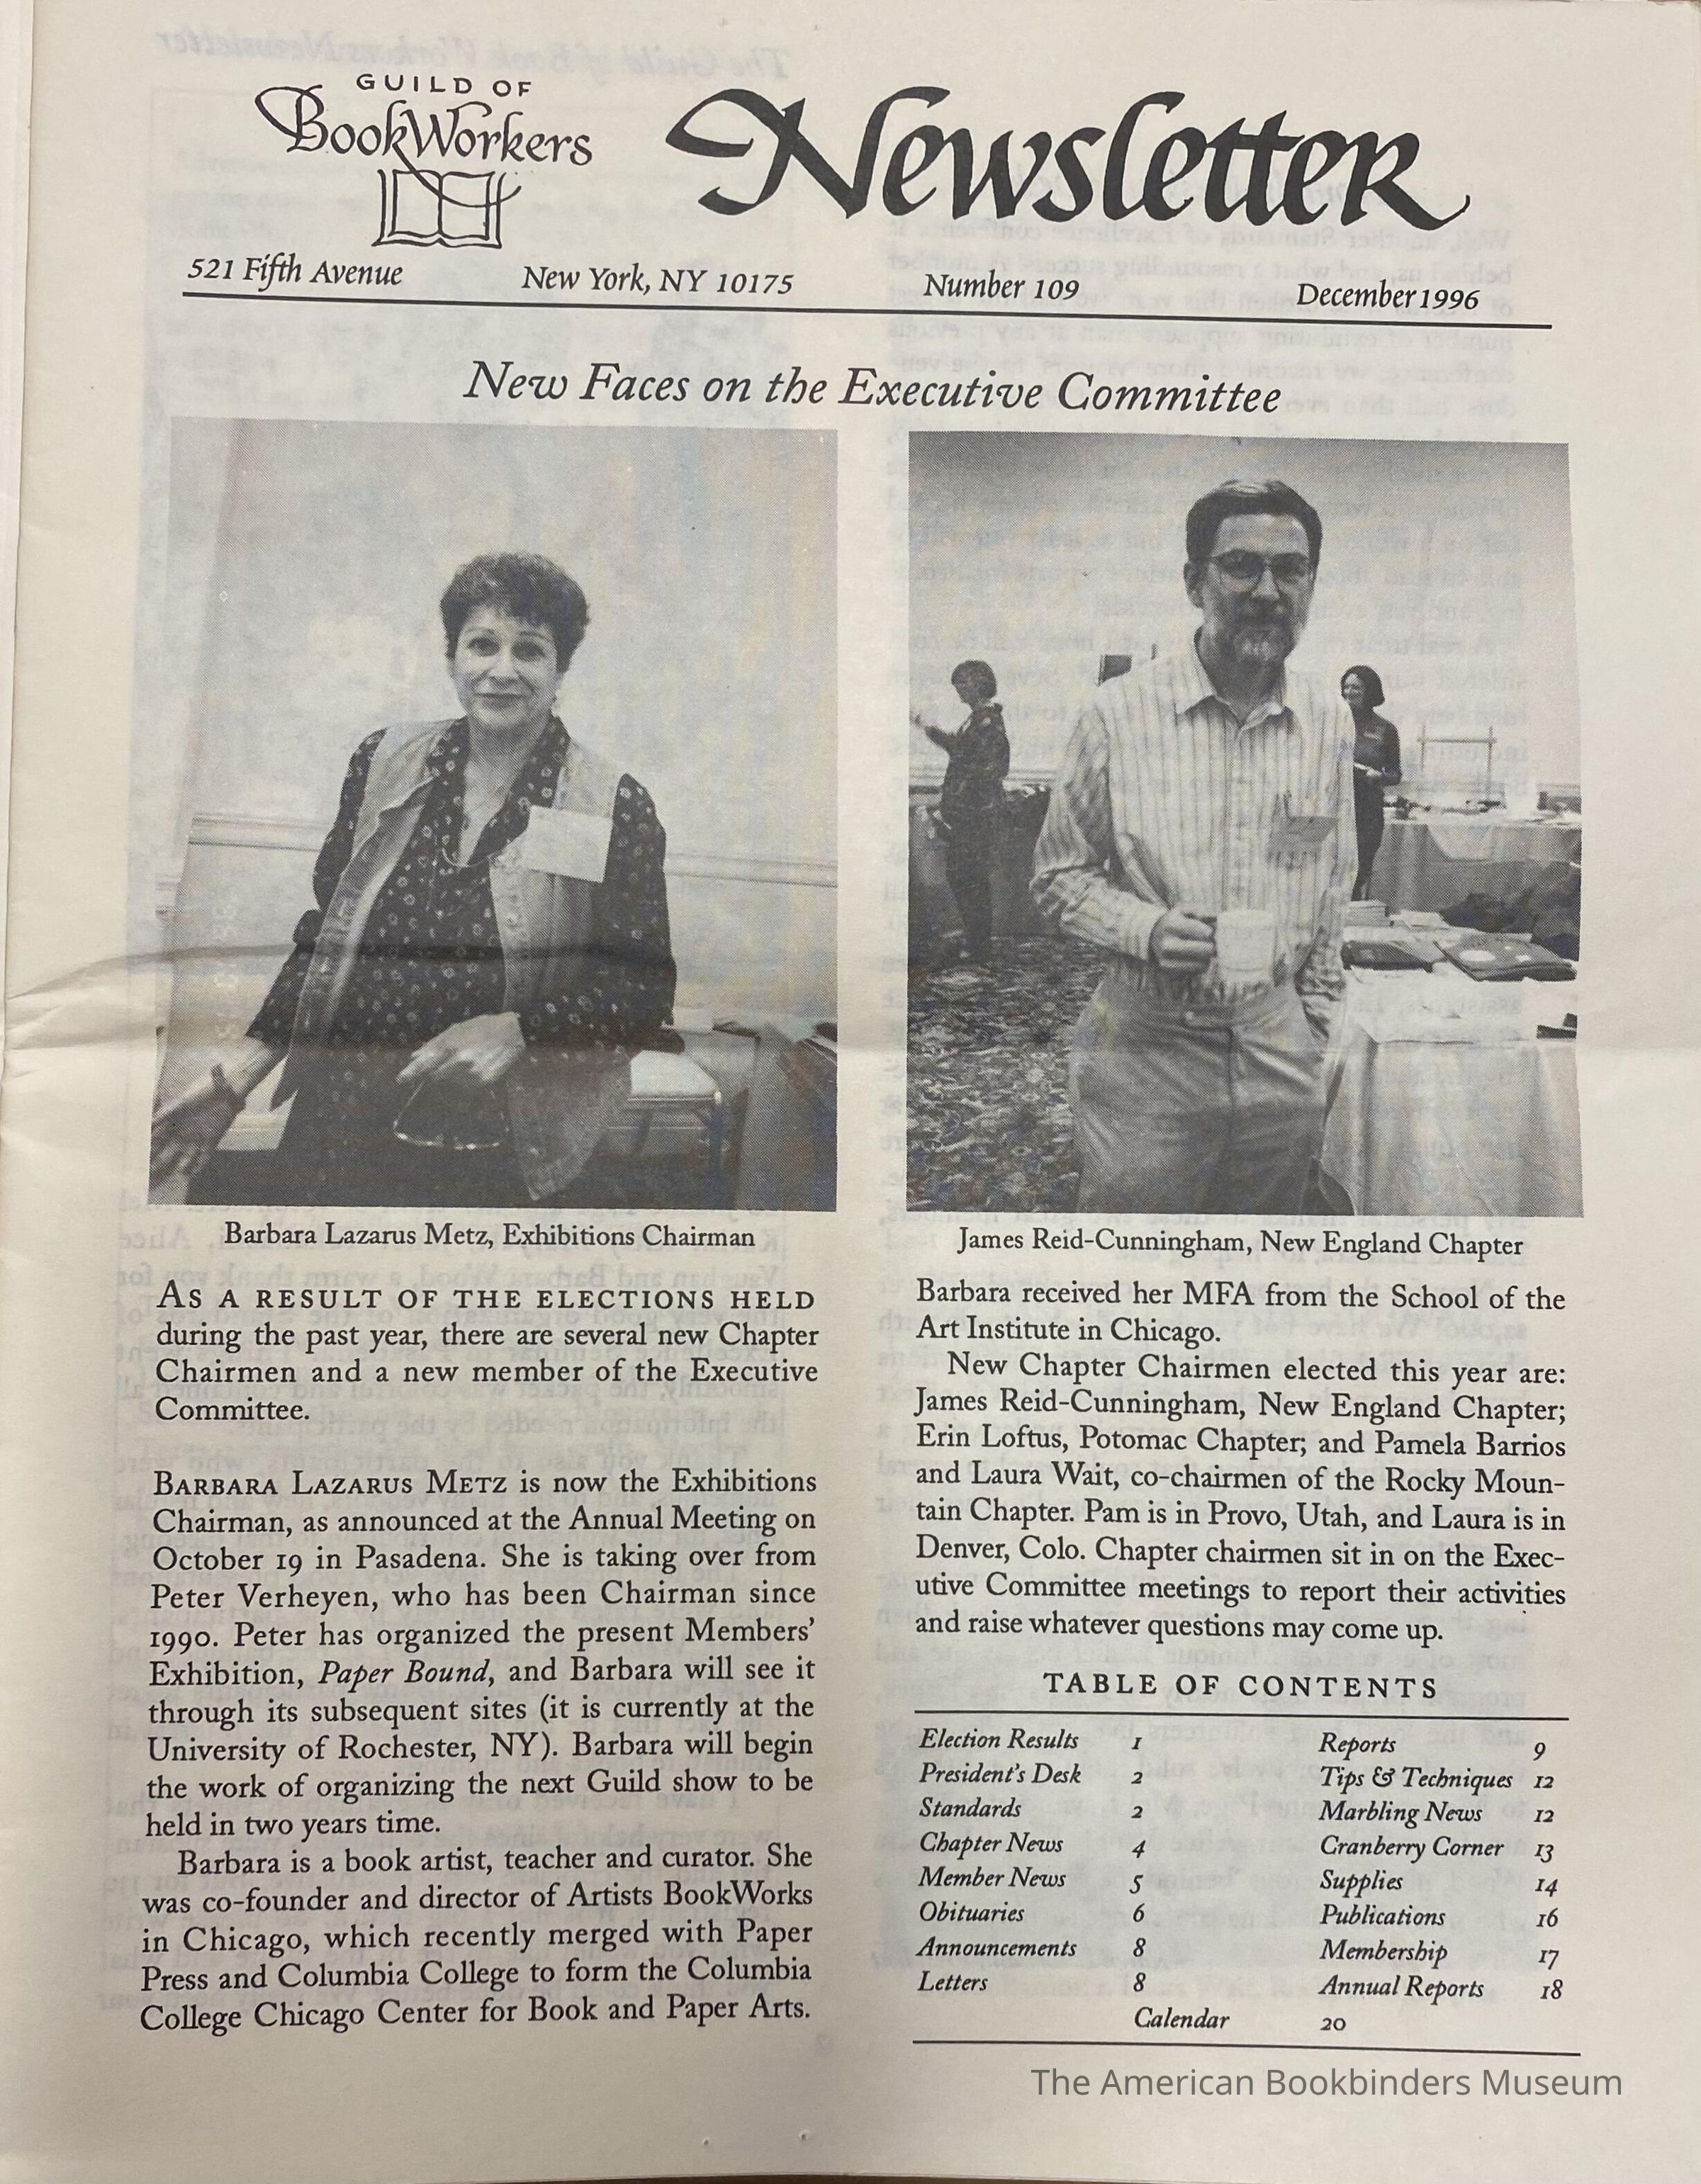 GUILD OF
BookWorkers
Newsletter
521 Fifth Avenue New York, NY 10175 Number 109 December 1996
New Faces on the Executive Committee
Barbara Lazarus Metz, Exhibitions Chairman
James Reid-Cunningham, New England Chapter
AS A RESULT OF THE ELECTIONS HELD
during the past year, there are several new Chapter
Chairmen and a new member of the Executive
Committee.
BARBARA LAZARUS METZ is now the Exhibitions
Chairman, as announced at the Annual Meeting on
October 19 in Pasadena. She is taking over from
Peter Verheyen, who has been Chairman since
1990. Peter has organized the present Members'
Exhibition, Paper Bound, and Barbara will see it
through its subsequent sites (it is currently at the
University of Rochester, NY). Barbara will begin
the work of organizing the next Guild show to be
held in two years time.
Barbara is a book artist, teacher and curator. She
was co-founder and director of Artists BookWorks
in Chicago, which recently merged with Paper
Press and Columbia College to form the Columbia
College Chicago Center for Book and Paper Arts.
Barbara received her MFA from the School of the
Art Institute in Chicago.
New Chapter Chairmen elected this year are:
James Reid-Cunningham, New England Chapter;
Erin Loftus, Potomac Chapter; and Pamela Barrios
and Laura Wait, co-chairmen of the Rocky Moun-
tain Chapter. Pam is in Provo, Utah, and Laura is in
Denver, Colo. Chapter chairmen sit in on the Exec-
utive Committee meetings to report their activities
and raise whatever questions may come up.
TABLE OF CONTENTS
Election Results 1 Reports 9
President's Desk 2 Tips & Techniques 12
Standards 2 Marbling News 12
Chapter News 4 Cranberry Corner 13
Member News 5 Supplies 14
Obituaries 6 Publications 16
Announcements 8 Membership 17
Letters 8 Annual Reports 18
Calendar 20
The American Bookbinders Museum